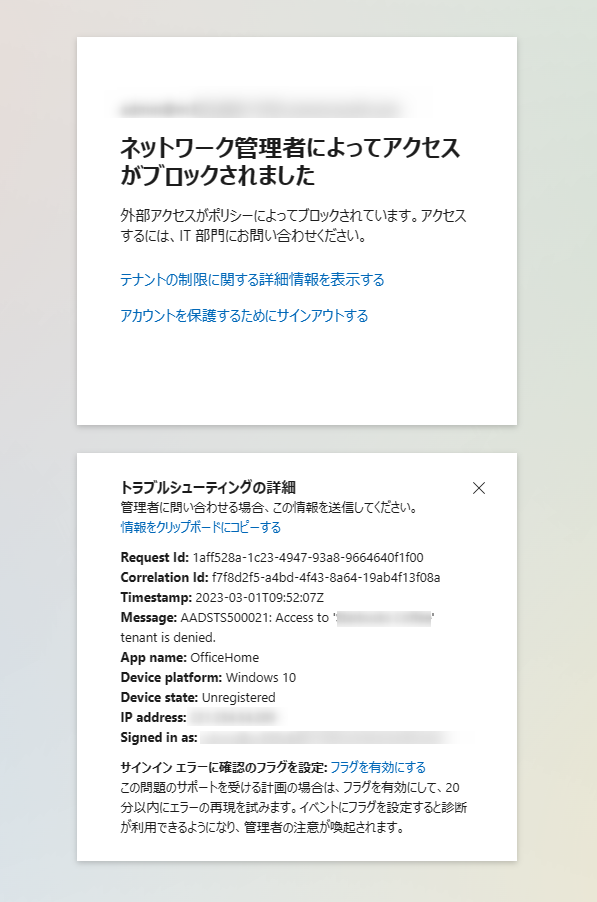 ネットワーク管理者によってアクセス
がブロックされました
外部アクセスがポリシーによってブロックされています。アクセス
するには、IT 部門にお問い合わせください。
テナントの制限に関する詳細情報を表示する
アカウントを保護するためにサインアウトする
トラブルシューティングの詳細
管理者に問い合わせる場合、この情報を送信してください。
情報をクリップボードにコピーする
Request Id: 1aff528a-1c23-4947-93a8-9664640f1f00
Correlation Id: f7f8d2f5-a4bd-4f43-8a64-19ab4f13f08a
Timestamp: 2023-03-01T09:52:07Z
Message: AADSTS500021: Access to ' '
tenant is denied.
App name: OfficeHome
Device platform: Windows 10
Device state: Unregistered
IP address:
Signed in as:
サインイン エラーに確認のフラグを設定: フラグを有効にする
この問題のサポートを受ける計画の場合は、フラグを有効にして、20
分以内にエラーの再現を試みます。イベントにフラグを設定すると診断
が利用できるようになり、管理者の注意が喚起されます。